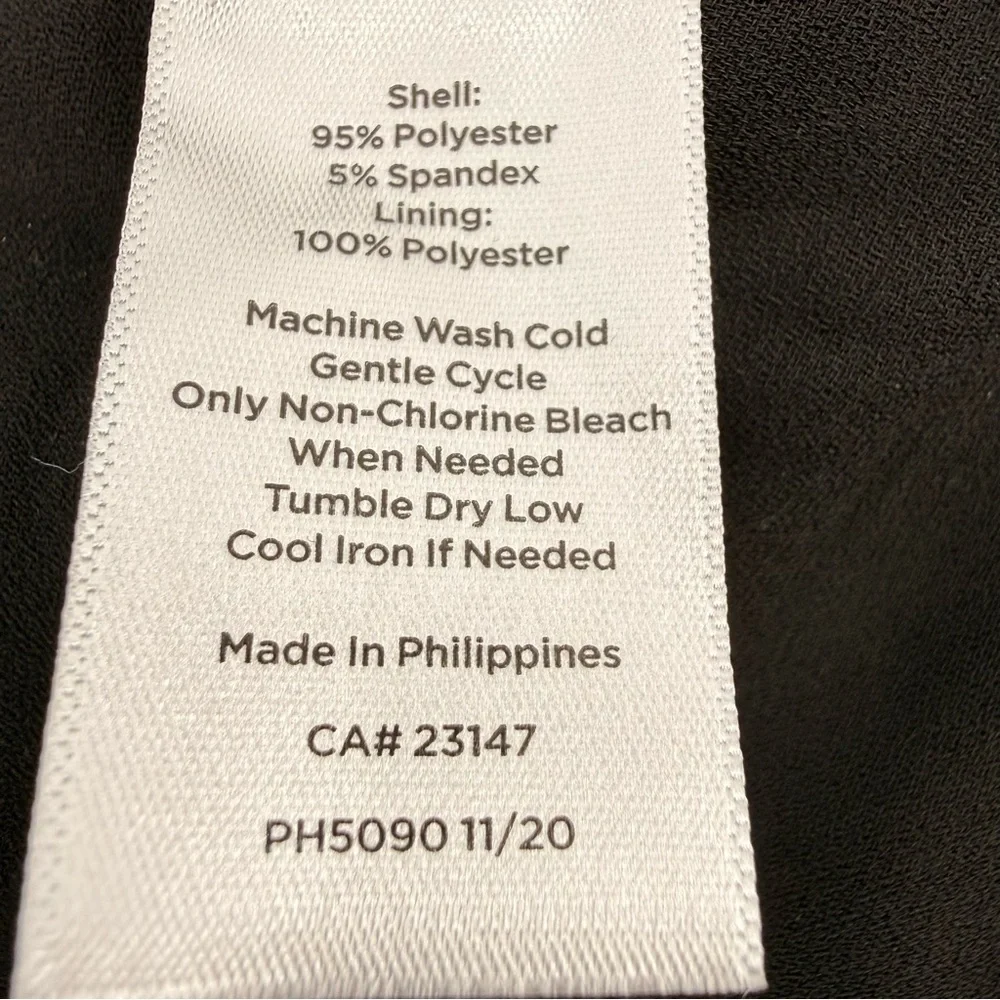 Shell:
95% Polyester
5% Spandex
Lining:
100% Polyester
Machine Wash Cold
Gentle Cycle
Only Non-Chlorine Bleach
When Needed
Tumble Dry Low
Cool Iron If Needed
Made In Philippines
CA# 23147
PH5090 11/20